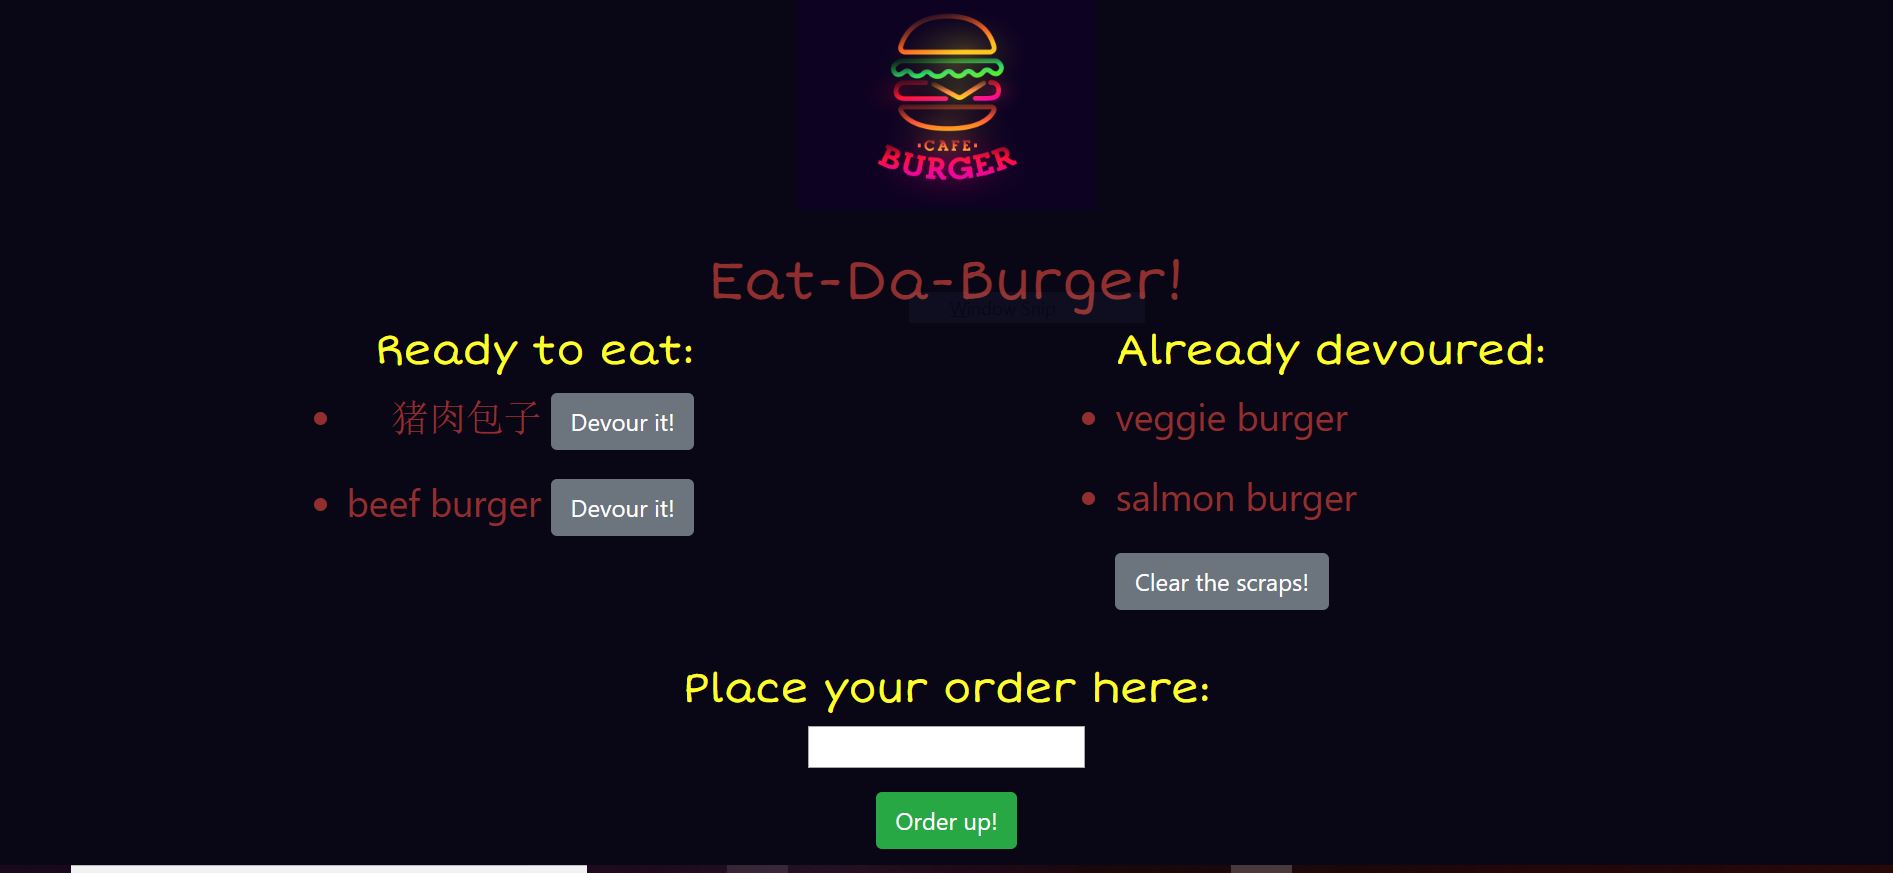 ·CAFE·
BURGER
Eat-Da-Burger!
Window Snip
Ready to eat:
猪肉包子 Devour it!
beef burger Devour it!
Already devoured:
veggie burger
salmon burger
Clear the scraps!
Place your order here:
Order up!